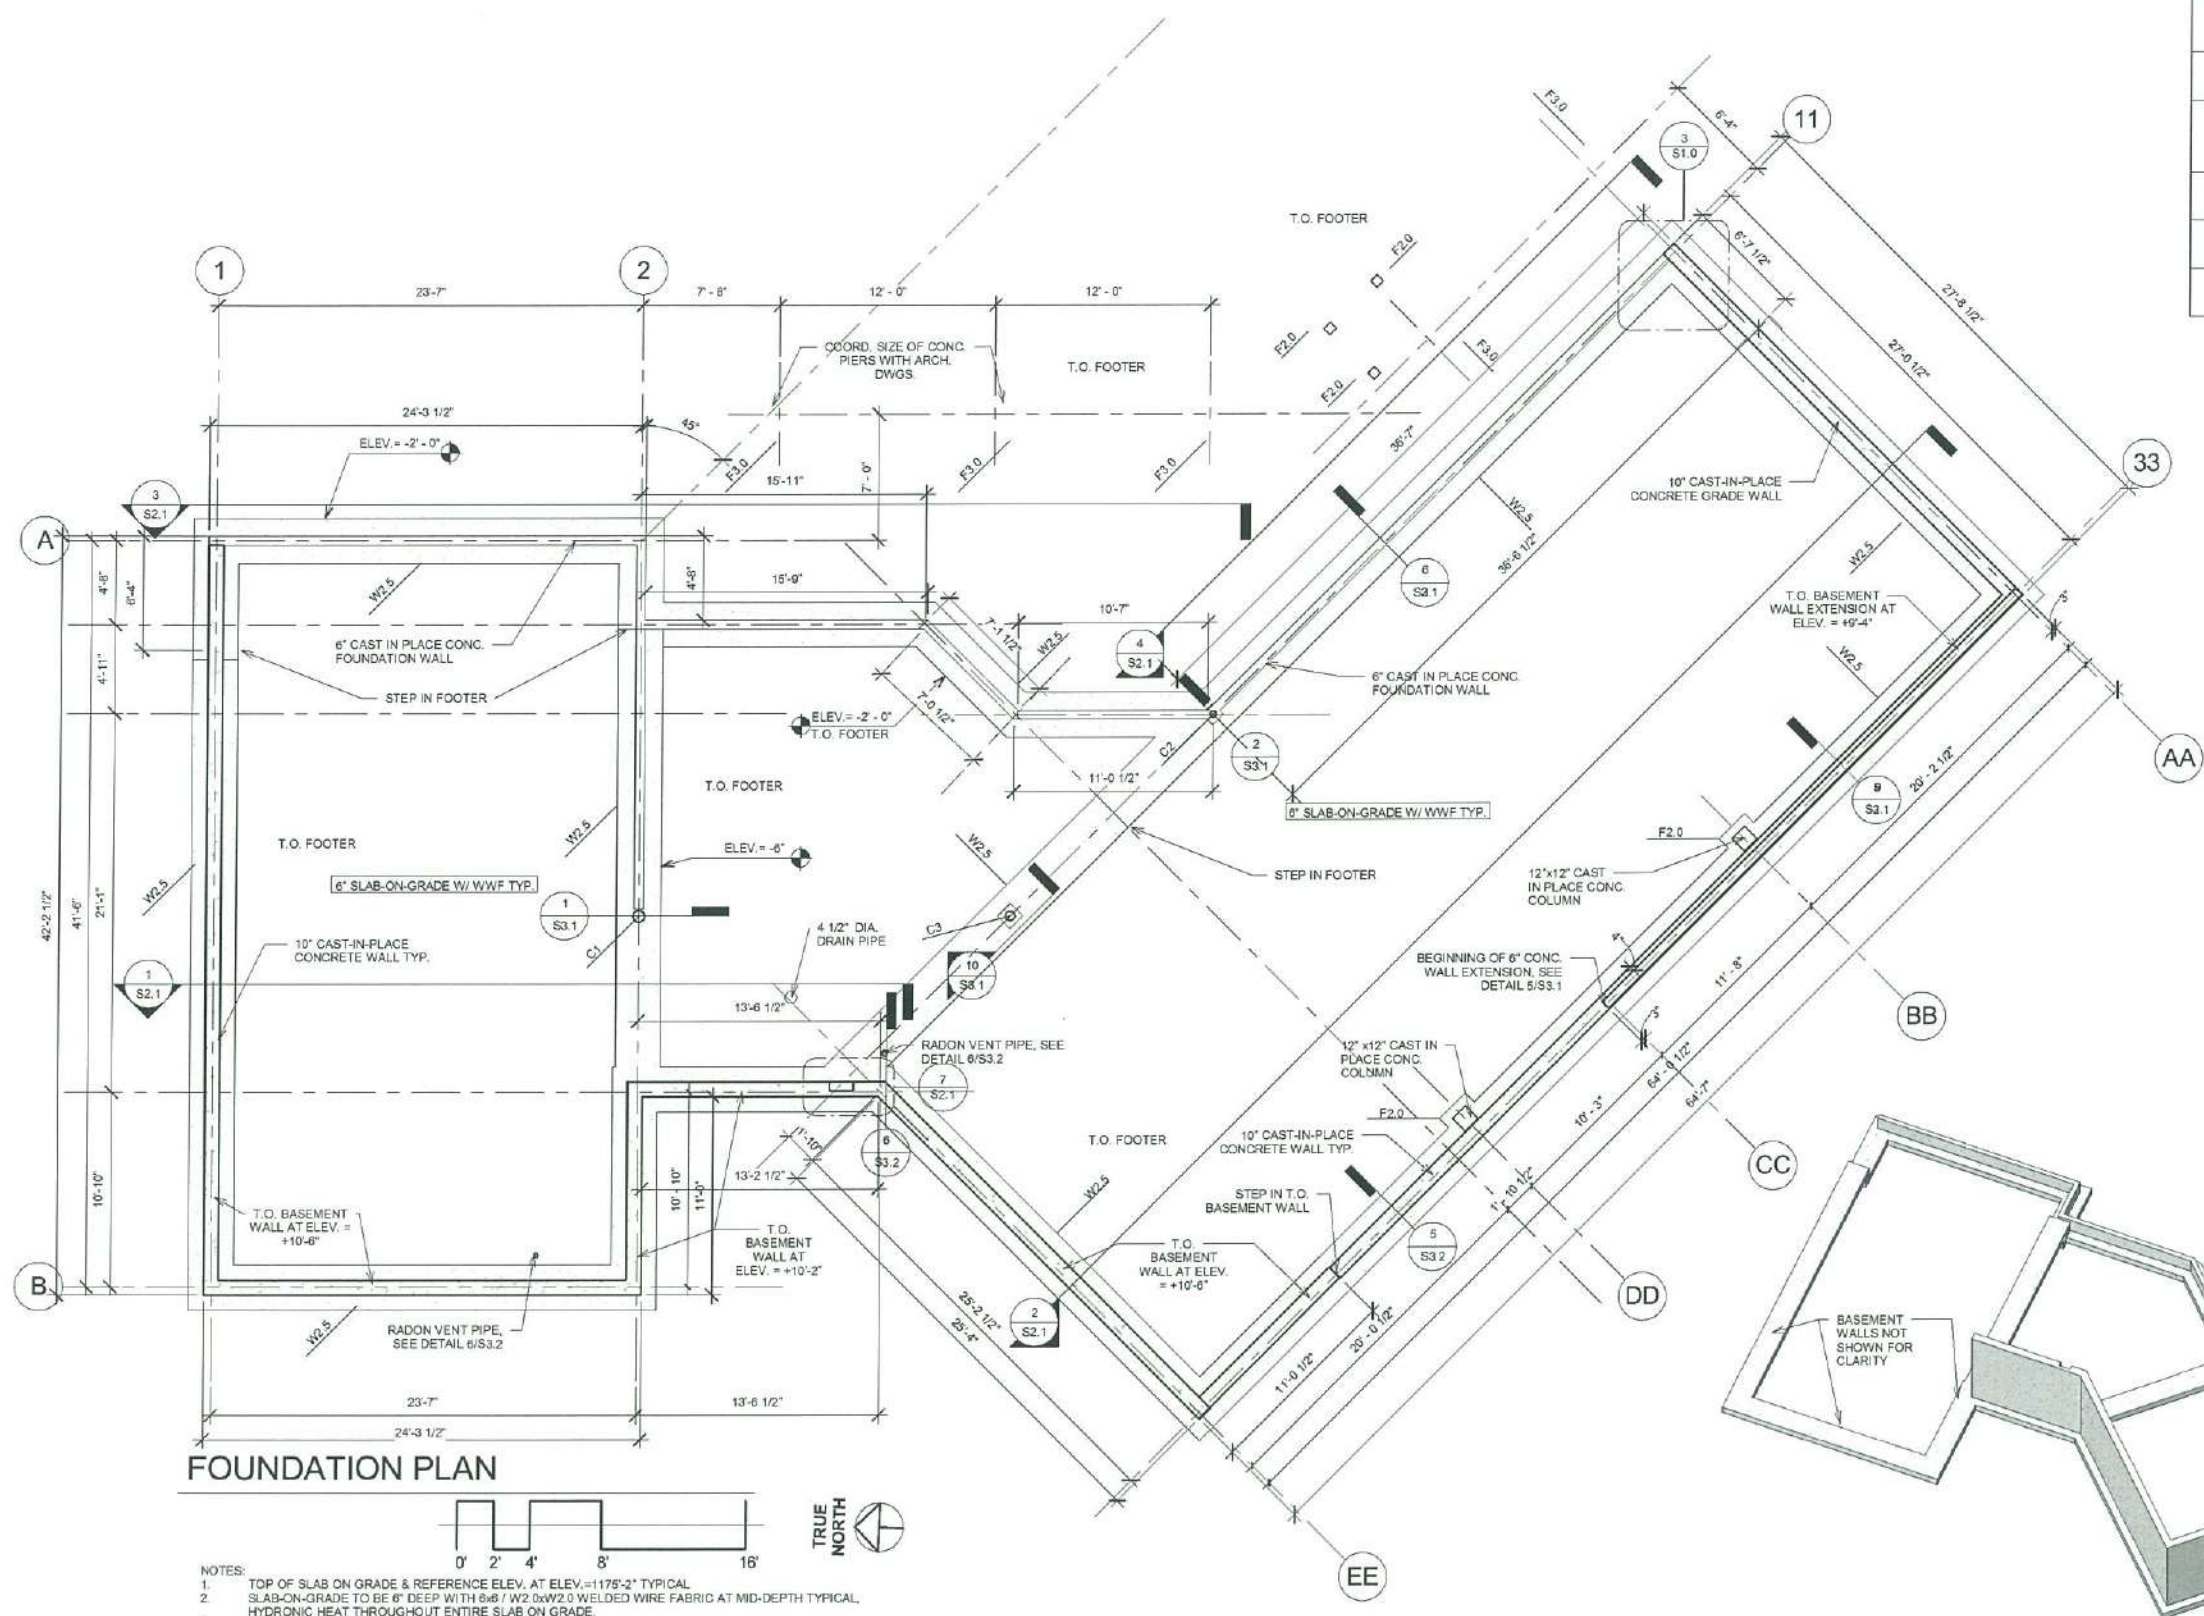 F3.0
6'-4"
11
3
S1.0
T.O. FOOTER
F2.0
6'-7 1/2"
1
2
23'-7"
7' - 8"
12' - 0"
12' - 0"
27'-8 1/2"
F2.0
F3.0
27'-0 1/2"
COORD. SIZE OF CONC.
PIERS WITH ARCH.
DWGS.
T.O. FOOTER
F2.0
24'-3 1/2"
45°
ELEV.= -2' - 0"
36'-7"
F3.0
F3.0
F3.0
7'- 0"
15'-11"
33
10" CAST-IN-PLACE
CONCRETE GRADE WALL
3
S2.1
W2.5
A
36'-6 1/2"
W2.5
4'-8"
6'-4"
W2.5
15'-9"
4'-8"
6
S3.1
10'-7"
T.O. BASEMENT
WALL EXTENSION AT
ELEV. = +9'-4"
3"
6" CAST IN PLACE CONC.
FOUNDATION WALL
7'-1 1/2"
W2.5
4
S2.1
W2.5
4'-11"
STEP IN FOOTER
6" CAST IN PLACE CONC.
FOUNDATION WALL
7'-0 1/2"
ELEV.= -2' - 0"
T.O. FOOTER
C2
2
S3.1
AA
T.O. FOOTER
11'-0 1/2"
20' - 2 1/2"
9
S3.1
6" SLAB-ON-GRADE W/ WWF TYP.
T.O. FOOTER
W2.5
ELEV.= -6"
W2.5
F2.0
STEP IN FOOTER
12"x12" CAST
IN PLACE CONC.
COLUMN
6" SLAB-ON-GRADE W/ WWF TYP.
W2.5
42'-2 1/2"
41'-6"
21'-1"
1
S3.1
C1
4 1/2" DIA.
DRAIN PIPE
C3
10" CAST-IN-PLACE
CONCRETE WALL TYP.
4"
BEGINNING OF 6" CONC.
WALL EXTENSION, SEE
DETAIL 5/S3.1
11' - 8"
1
S2.1
10
S3.1
13'-6 1/2"
BB
3"
RADON VENT PIPE, SEE
DETAIL 6/S3.2
12" x12" CAST IN
PLACE CONC.
COLUMN
64' - 0 1/2"
64'-7"
7
S2.1
F2.0
10' - 3"
T.O. FOOTER
10" CAST-IN-PLACE
CONCRETE WALL TYP.
6
S3.2
1'-10"
13'-2 1/2"
CC
10'-10"
10' - 10"
11'-0"
W2.5
STEP IN T.O.
BASEMENT WALL
1'- 10 1/2"
T.O. BASEMENT
WALL AT ELEV. =
+10'-6"
T.O.
BASEMENT
WALL AT
ELEV. = +10'-2"
T.O.
BASEMENT
WALL AT ELEV.
= +10'-6"
5
S3.2
B
DD
25'-2 1/2"
25'-4"
2
S2.1
20' - 0 1/2"
BASEMENT
WALLS NOT
SHOWN FOR
CLARITY
W2.5
RADON VENT PIPE,
SEE DETAIL 6/S3.2
11'-0 1/2"
23'-7"
13'-6 1/2"
24'-3 1/2"
FOUNDATION PLAN
TRUE
NORTH
0' 2' 4' 8' 16'
EE
NOTES:
1. TOP OF SLAB ON GRADE & REFERENCE ELEV. AT ELEV.=1175'-2" TYPICAL
2. SLAB-ON-GRADE TO BE 6" DEEP WITH 6x6 / W2.0xW2.0 WELDED WIRE FABRIC AT MID-DEPTH TYPICAL,
HYDRONIC HEAT THROUGHOUT ENTIRE SLAB ON GRADE.